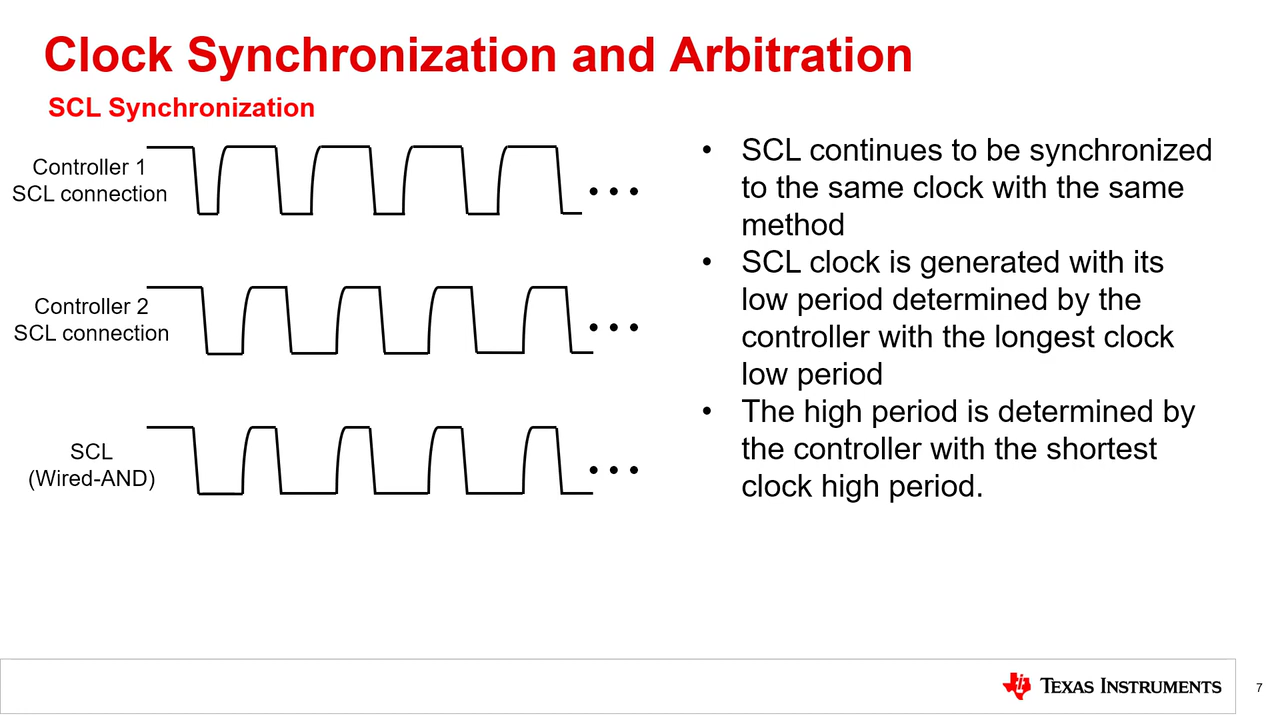 Clock Synchronization and Arbitration
SCL Synchronization
Controller 1
SCL connection
Controller 2
SCL connection
SCL
(Wired-AND)
• SCL continues to be synchronized
to the same clock with the same
method
• SCL clock is generated with its
low period determined by the
controller with the longest clock
low period
• The high period is determined by
the controller with the shortest
clock high period.
Texas Instruments
7